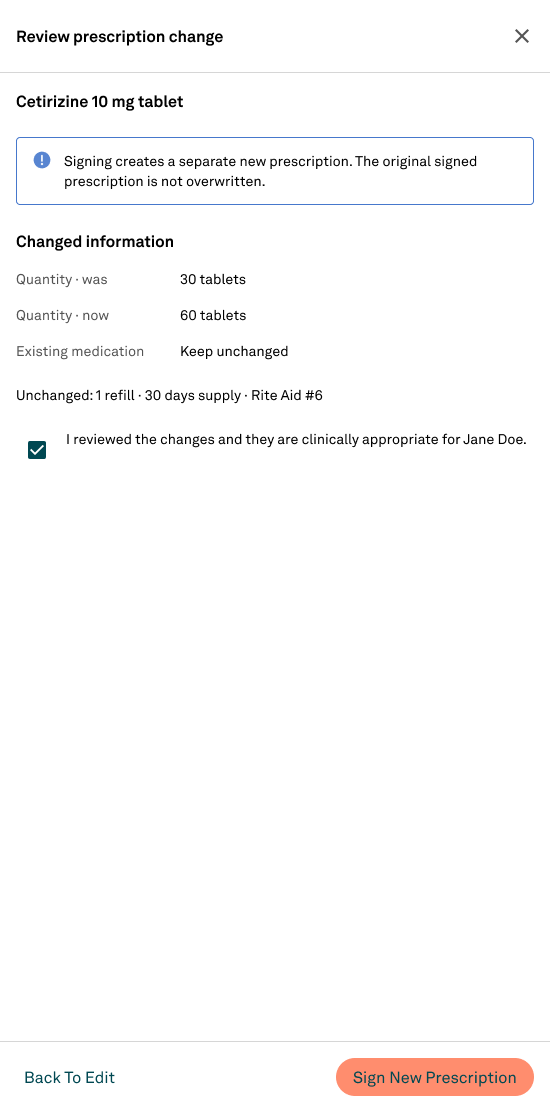 Review prescription change
Cetirizine 10 mg tablet
Signing creates a separate new prescription. The original signed
prescription is not overwritten.
Changed information
Quantity · was 30 tablets
Quantity · now 60 tablets
Existing medication Keep unchanged
Unchanged: 1 refill · 30 days supply · Rite Aid #6
I reviewed the changes and they are clinically appropriate for Jane Doe.
Back To Edit Sign New Prescription